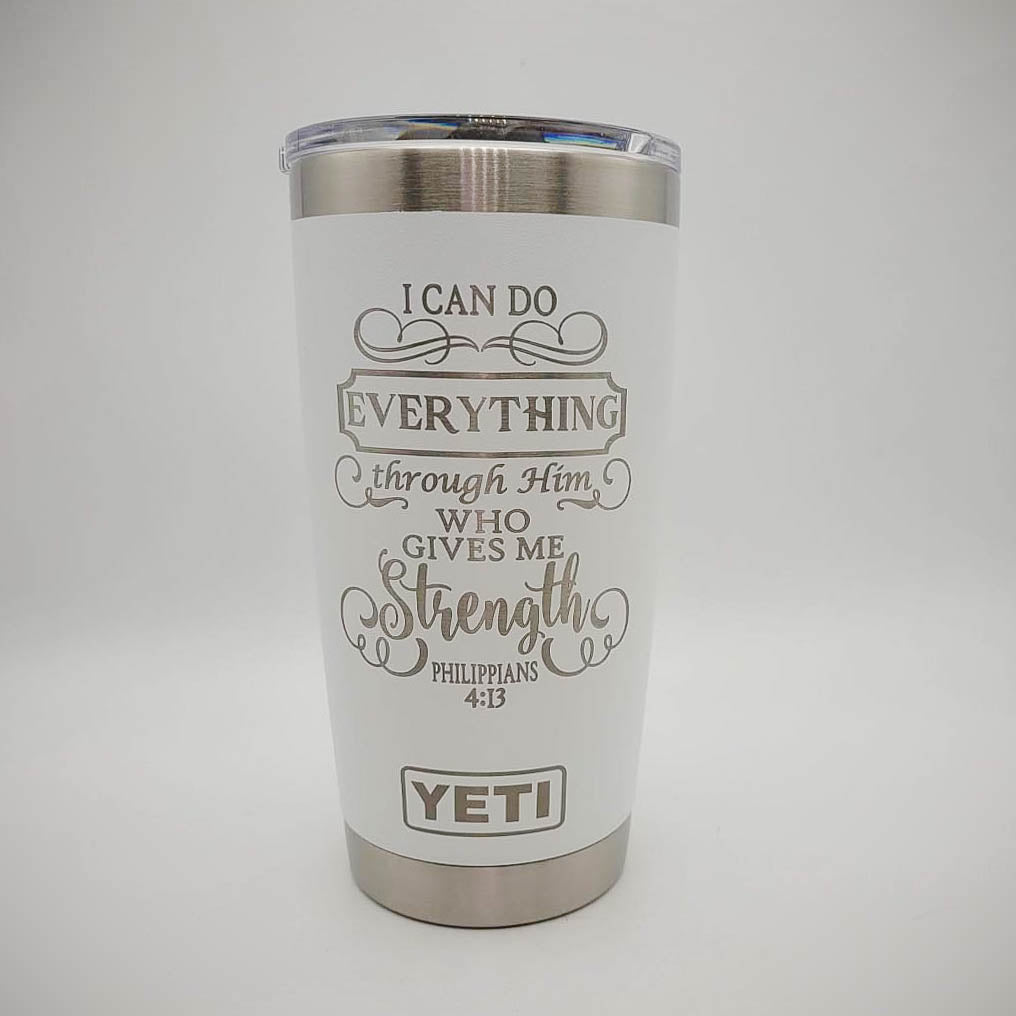 I CAN DO
EVERYTHING
through Him
WHO
GIVES ME
Strength
PHILIPPIANS
4:13
YETI